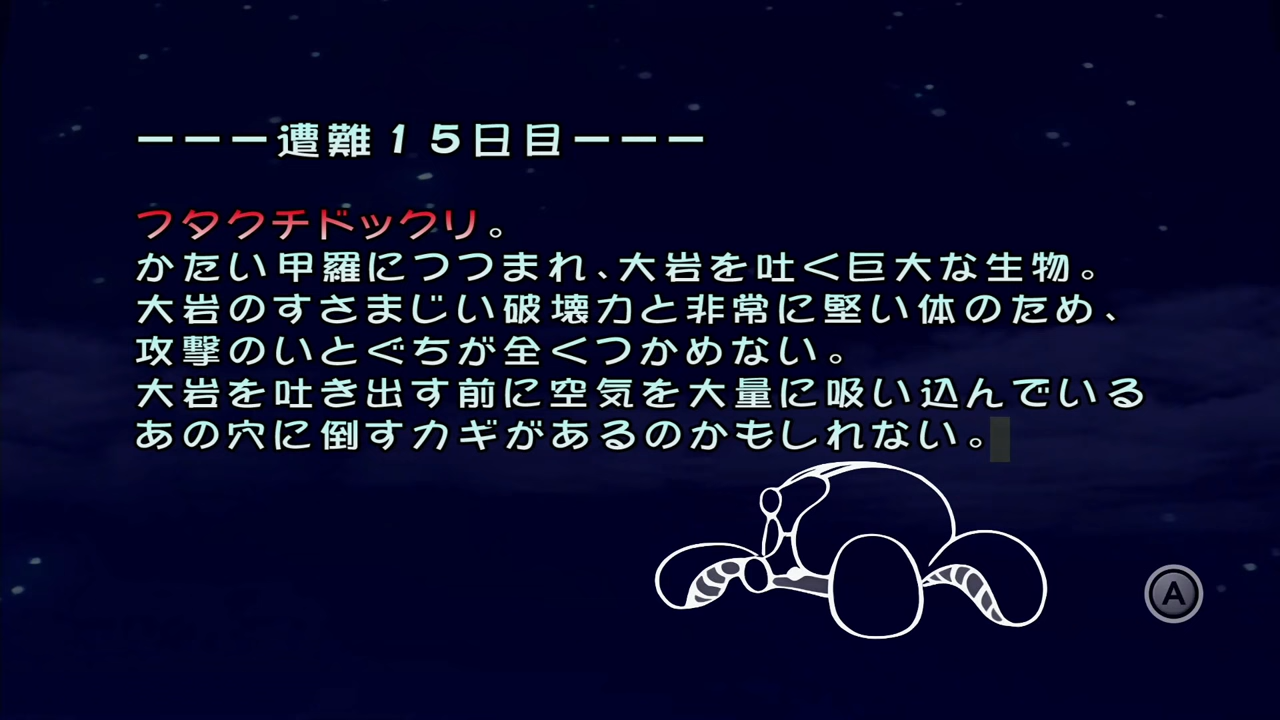 ーーー遭難１５日目ーーー
フタクチドックリ。
かたい甲羅につつまれ、大岩を吐く巨大な生物。
大岩のすさまじい破壊力と非常に堅い体のため、
攻撃のいとぐちが全くつかめない。
大岩を吐き出す前に空気を大量に吸い込んでいる
あの穴に倒すカギがあるのかもしれない。
A